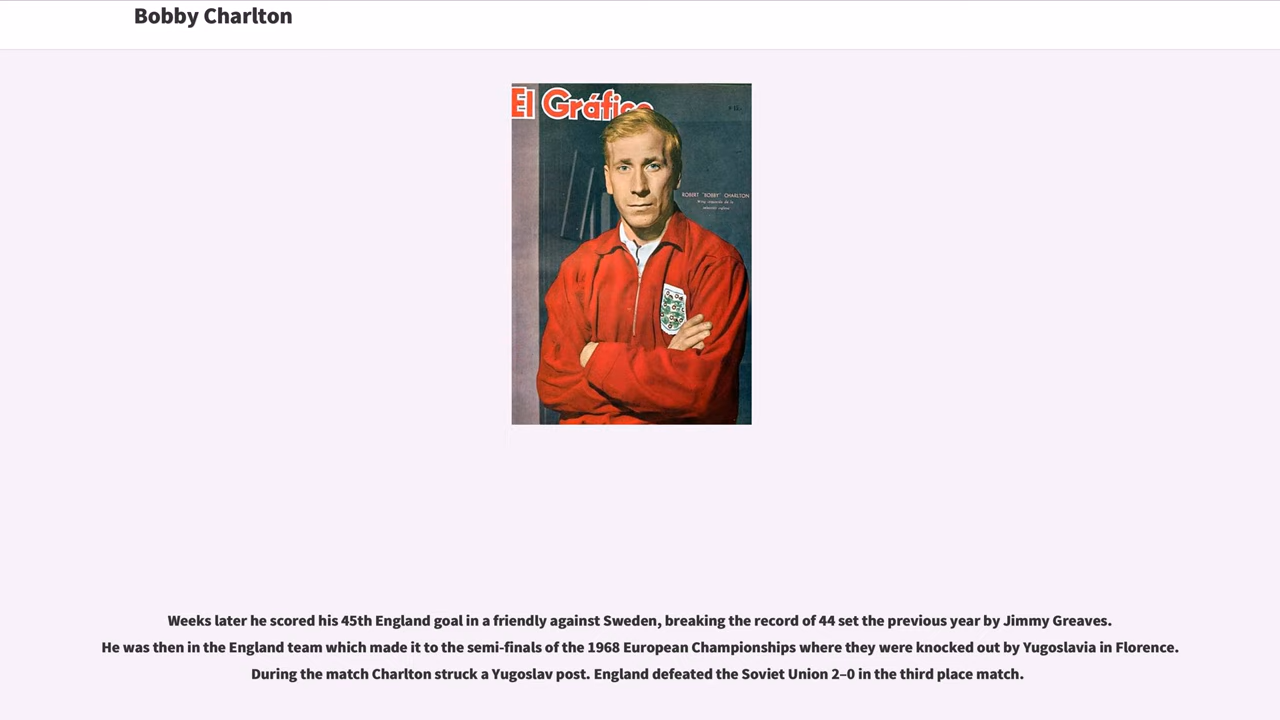 Bobby Charlton
El Gráfico
ROBERT "BOBBY" CHARLTON
Weeks later he scored his 45th England goal in a friendly against Sweden, breaking the record of 44 set the previous year by Jimmy Greaves.
He was then in the England team which made it to the semi-finals of the 1968 European Championships where they were knocked out by Yugoslavia in Florence.
During the match Charlton struck a Yugoslav post. England defeated the Soviet Union 2–0 in the third place match.